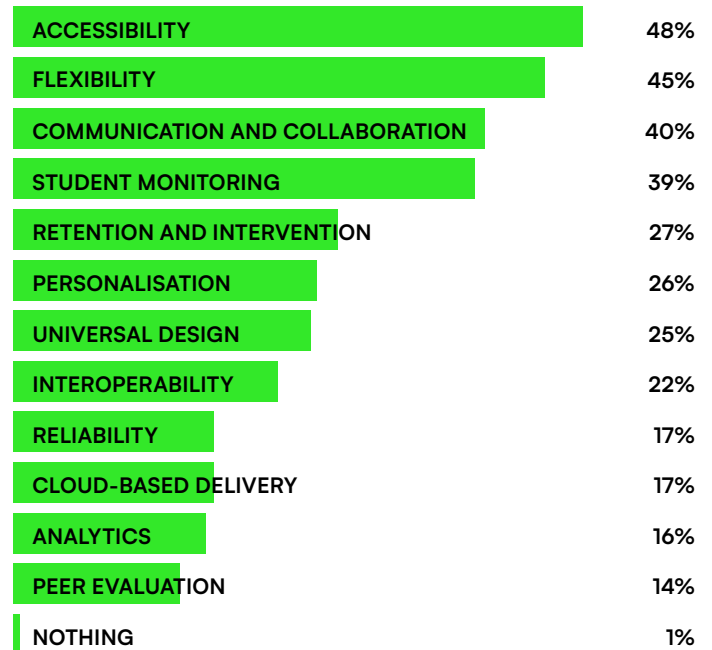 ACCESSIBILITY 48%
FLEXIBILITY 45%
COMMUNICATION AND COLLABORATION 40%
STUDENT MONITORING 39%
RETENTION AND INTERVENTION 27%
PERSONALISATION 26%
UNIVERSAL DESIGN 25%
INTEROPERABILITY 22%
RELIABILITY 17%
CLOUD-BASED DELIVERY 17%
ANALYTICS 16%
PEER EVALUATION 14%
NOTHING 1%